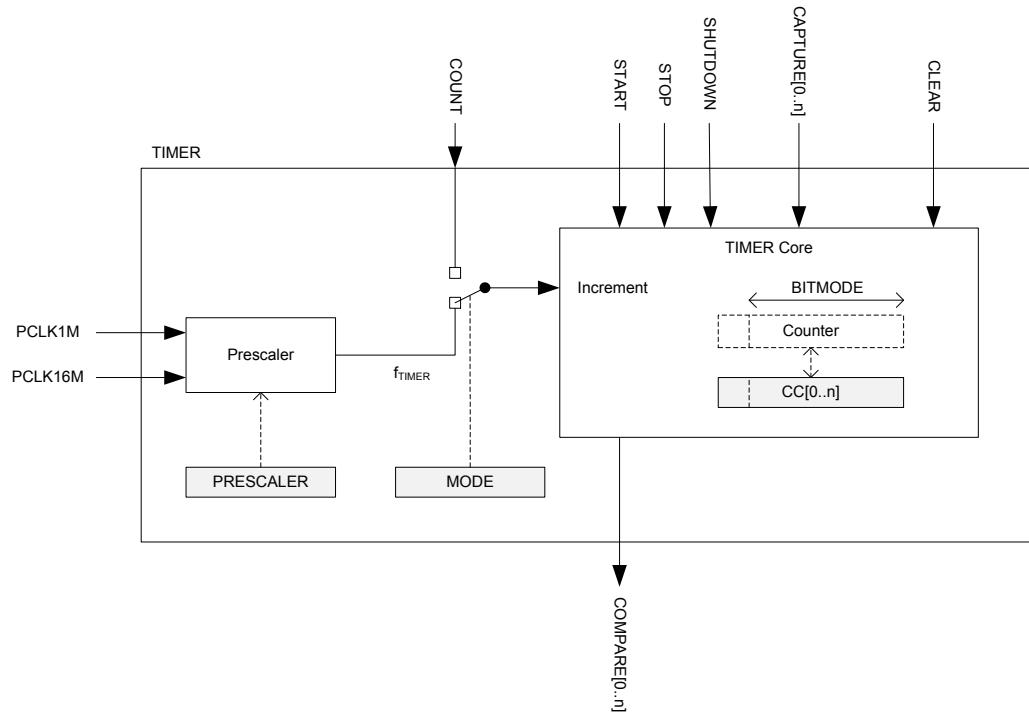 COUNT
START
STOP
SHUTDOWN
CAPTURE[0..n]
CLEAR
TIMER
TIMER Core
Increment
BITMODE
Counter
CC[0..n]
PCLK1M
PCLK16M
Prescaler
fTIMER
PRESCALER
MODE
COMPARE[0..n]